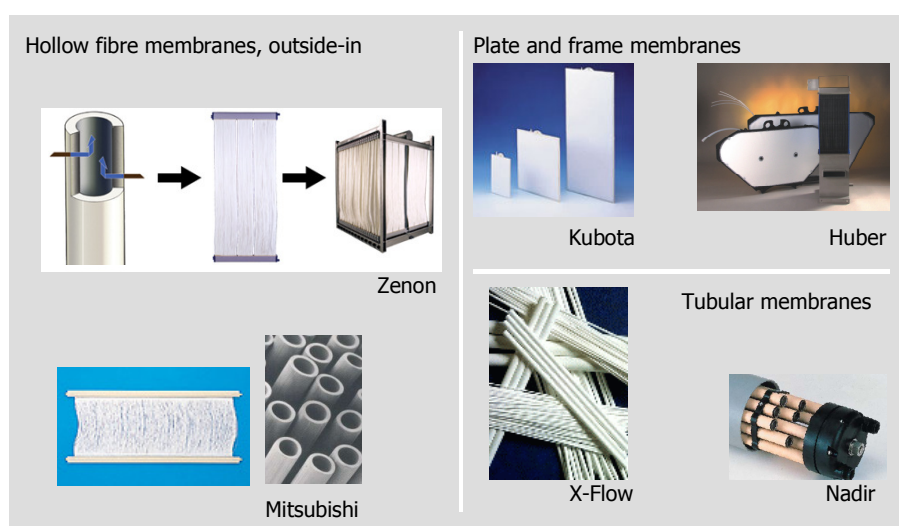 Hollow fibre membranes, outside-in
Zenon
Mitsubishi
Plate and frame membranes
Kubota
Huber
Tubular membranes
X-Flow
Nadir